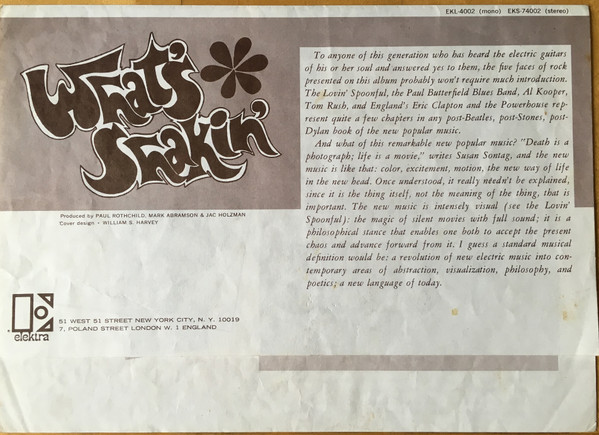 EKL-4002 (mono) EKS-74002 (stereo)
What's
Shakin'
To anyone of this generation who has heard the electric guitars
of his or her soul and answered yes to them, the five faces of rock
presented on this album probably won't require much introduction.
The Lovin' Spoonful, the Paul Butterfield Blues Band, Al Kooper,
Tom Rush, and England's Eric Clapton and the Powerhouse rep-
resent quite a few chapters in any post-Beatles, post-Stones, post-
Dylan book of the new popular music.
And what of this remarkable new popular music? "Death is a
photograph; life is a movie," writes Susan Sontag, and the new
music is like that: color, excitement, motion, the new way of life
in the new head. Once understood, it really needn't be explained,
since it is the thing itself, not the meaning of the thing, that is
important. The new music is intensely visual (see the Lovin'
Spoonful): the magic of silent movies with full sound; it is a
philosophical stance that enables one both to accept the present
chaos and advance forward from it. I guess a standard musical
definition would be: a revolution of new electric music into con-
temporary areas of abstraction, visualization, philosophy, and
poetics; a new language of today.
Produced by PAUL ROTHCHILD, MARK ABRAMSON & JAC HOLZMAN
Cover design • WILLIAM S. HARVEY
elektra
51 WEST 51 STREET NEW YORK CITY, N. Y. 10019
7, POLAND STREET LONDON W. 1 ENGLAND